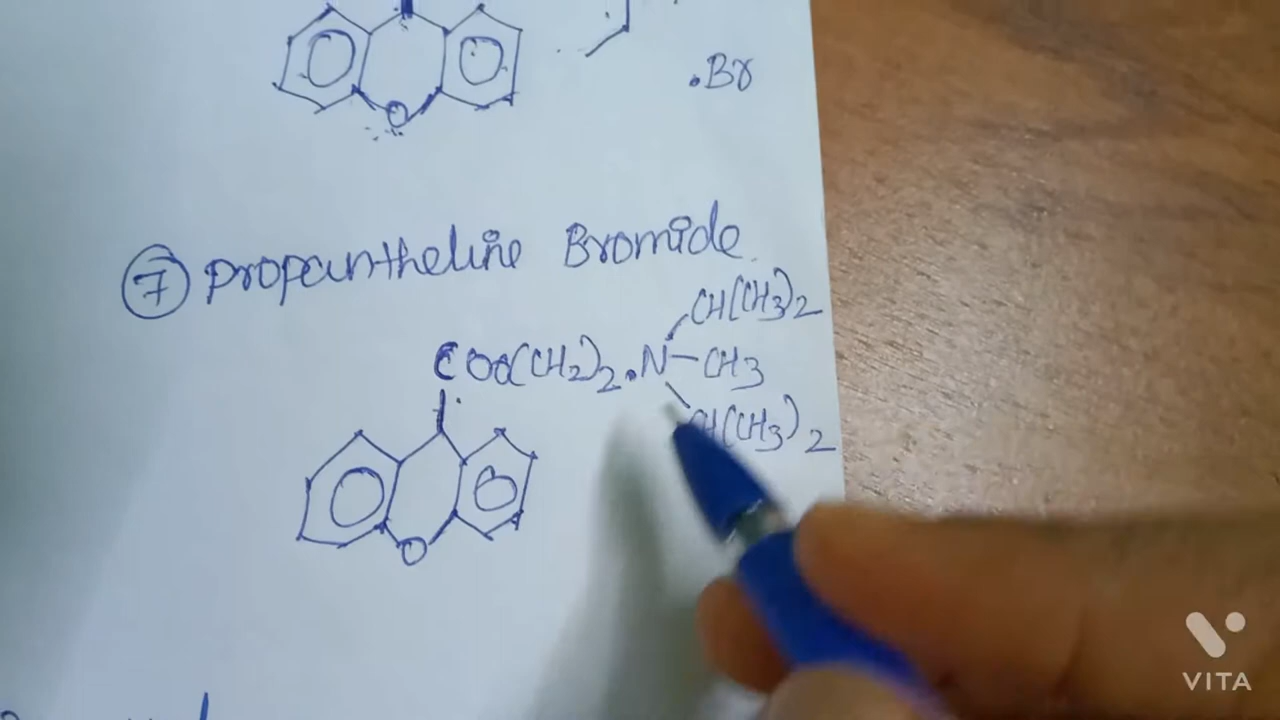 O
.Br
7 Propantheline Bromide
CH(CH3)2
COO(CH2)2.N-CH3
CH(CH3)2
O
VITA